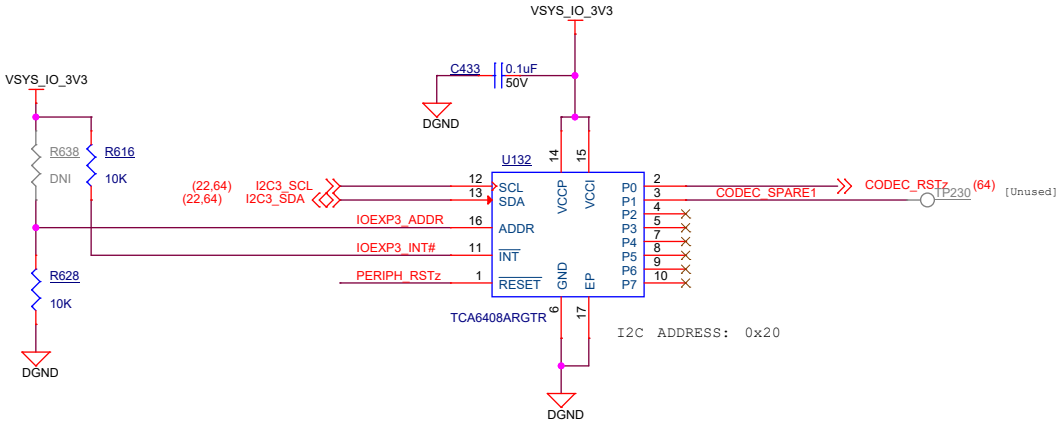 VSYS_IO_3V3
C433 0.1uF
50V
DGND
VSYS_IO_3V3
R638 R616
DNI 10K
R628
10K
DGND
U132
14 15
(22,64) I2C3_SCL 12 SCL
(22,64) I2C3_SDA 13 SDA
IOEXP3_ADDR 16 ADDR
IOEXP3_INT# 11 INT
PERIPH_RSTz 1 RESET
VCCP VCCI
GND EP
P0 2 CODEC_RSTz (64)
P1 3 CODEC_SPARE1 TP230 [Unused]
P2 4
P3 5
P4 7
P5 8
P6 9
P7 10
TCA6408ARGTR
6 17
I2C ADDRESS: 0x20
DGND